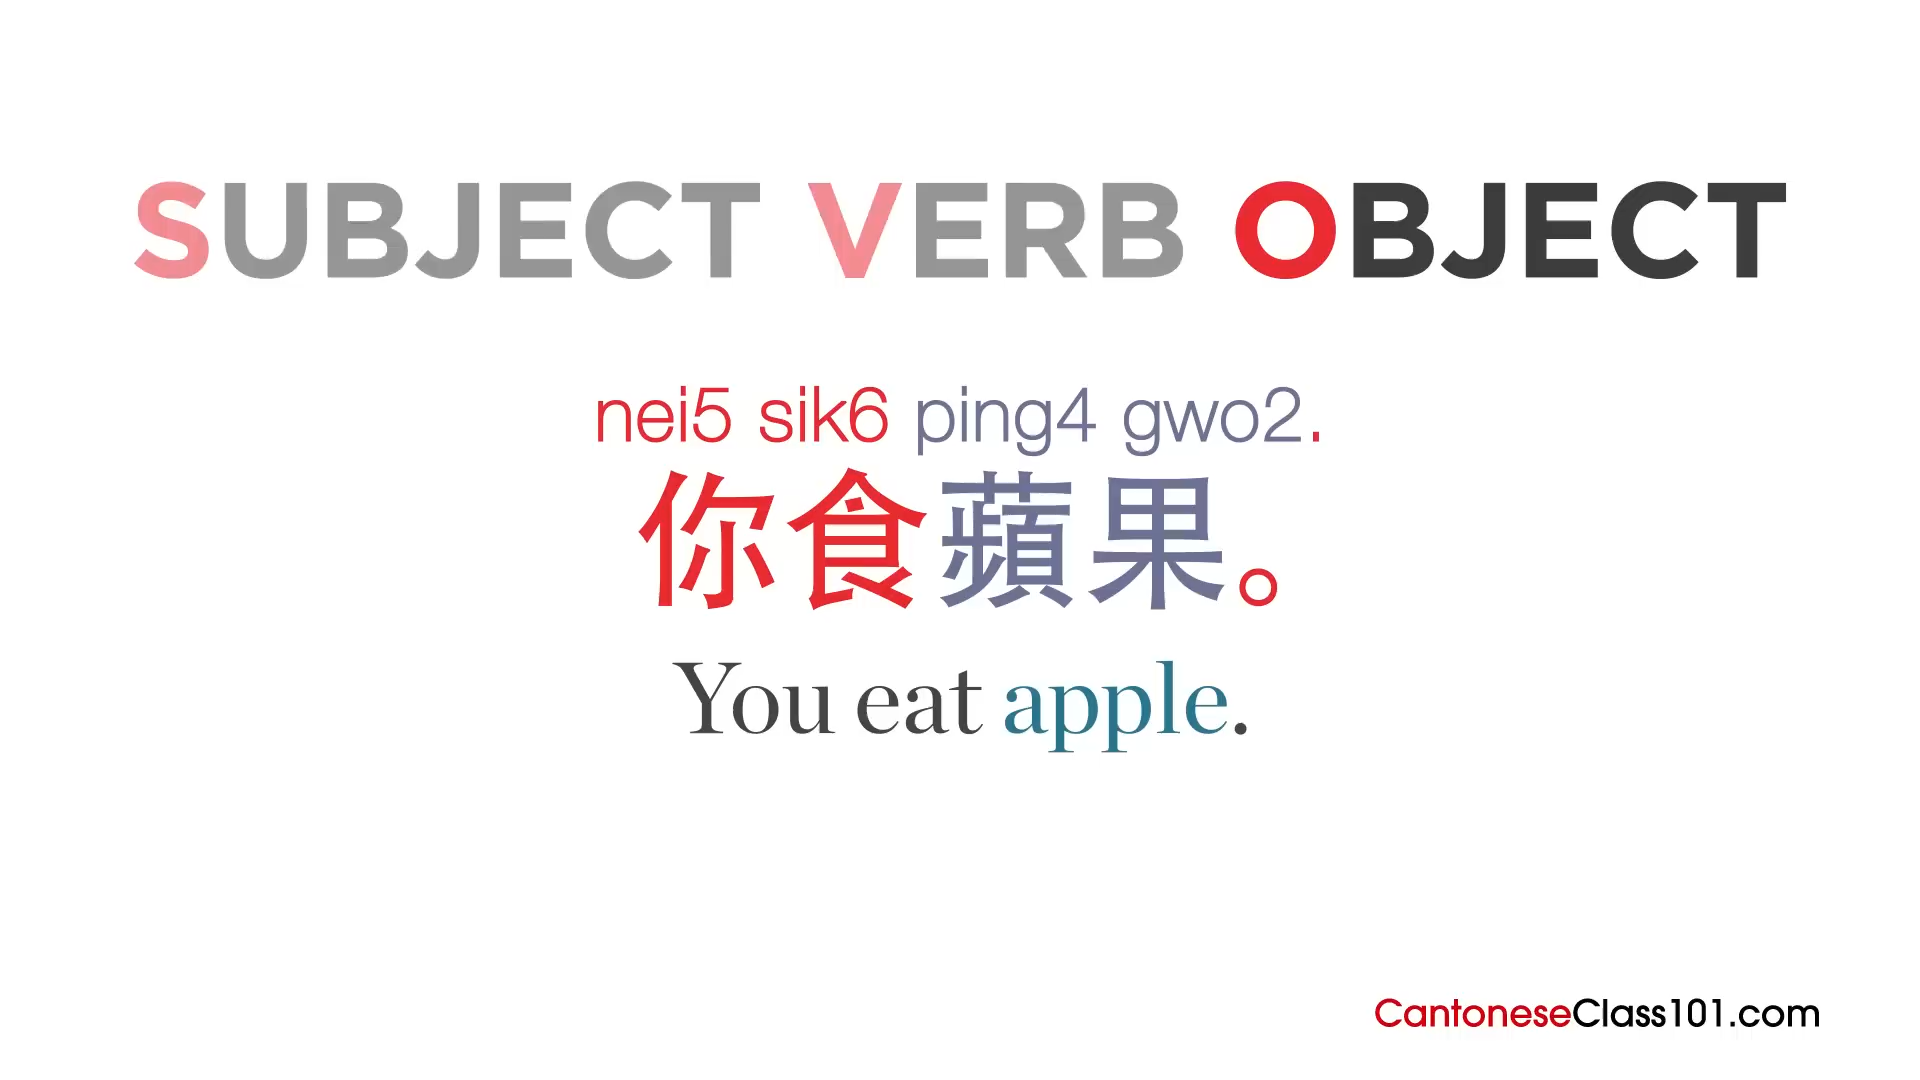 SUBJECT VERB OBJECT
nei5 sik6 ping4 gwo2.
你食蘋果。
You eat apple.
CantoneseClass101.com